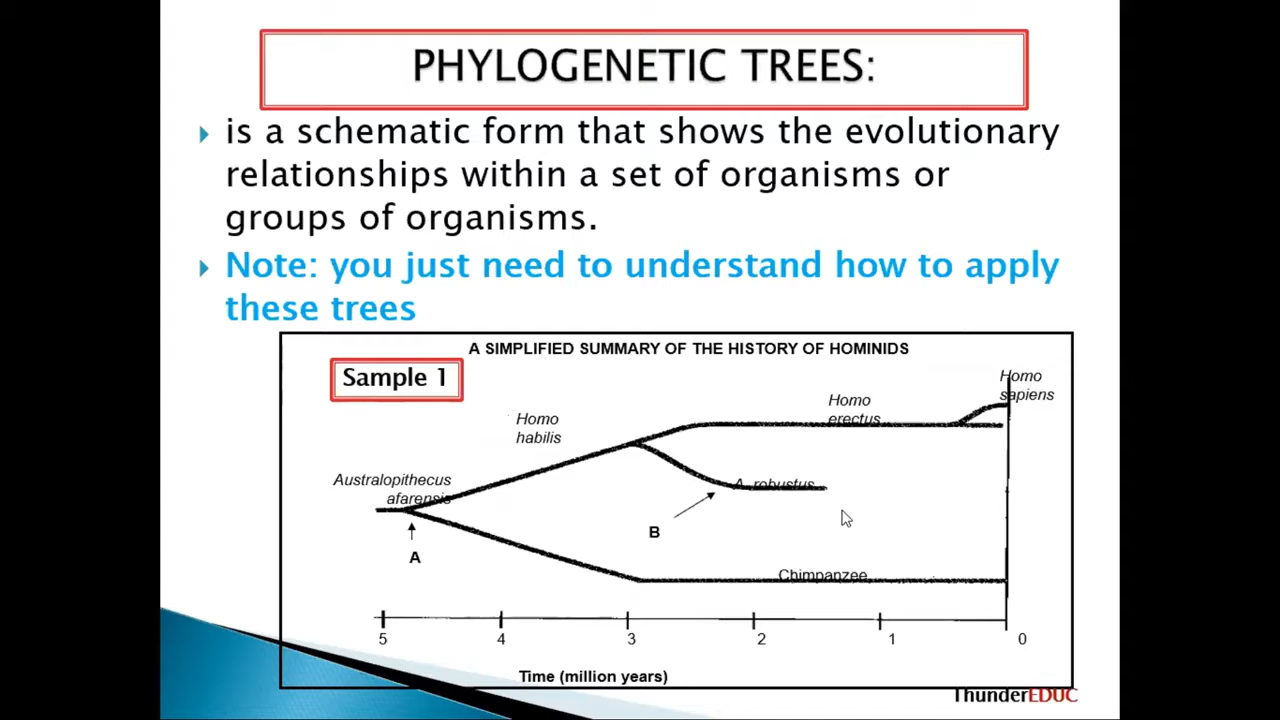 PHYLOGENETIC TREES:
is a schematic form that shows the evolutionary
relationships within a set of organisms or
groups of organisms.
Note: you just need to understand how to apply
these trees
A SIMPLIFIED SUMMARY OF THE HISTORY OF HOMINIDS
Sample 1
Homo
sapiens
Homo
erectus
Homo
habilis
Australopithecus
afarensis
A. robustus
B
A
Chimpanzee
5 4 3 2 1 0
Time (million years)
ThunderEDUC